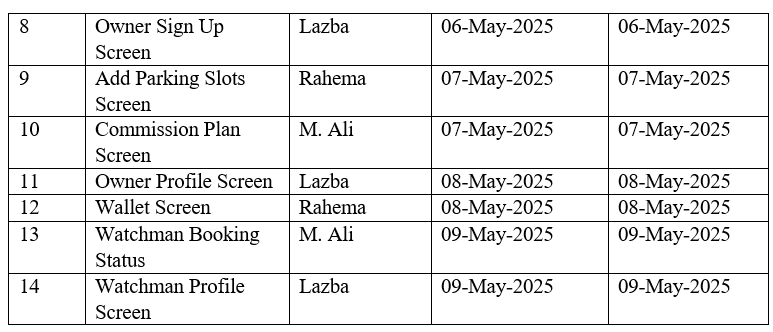 8 Owner Sign Up Lazba 06-May-2025 06-May-2025
Screen
9 Add Parking Slots Rahema 07-May-2025 07-May-2025
Screen
10 Commission Plan M. Ali 07-May-2025 07-May-2025
Screen
11 Owner Profile Screen Lazba 08-May-2025 08-May-2025
12 Wallet Screen Rahema 08-May-2025 08-May-2025
13 Watchman Booking M. Ali 09-May-2025 09-May-2025
Status
14 Watchman Profile Lazba 09-May-2025 09-May-2025
Screen